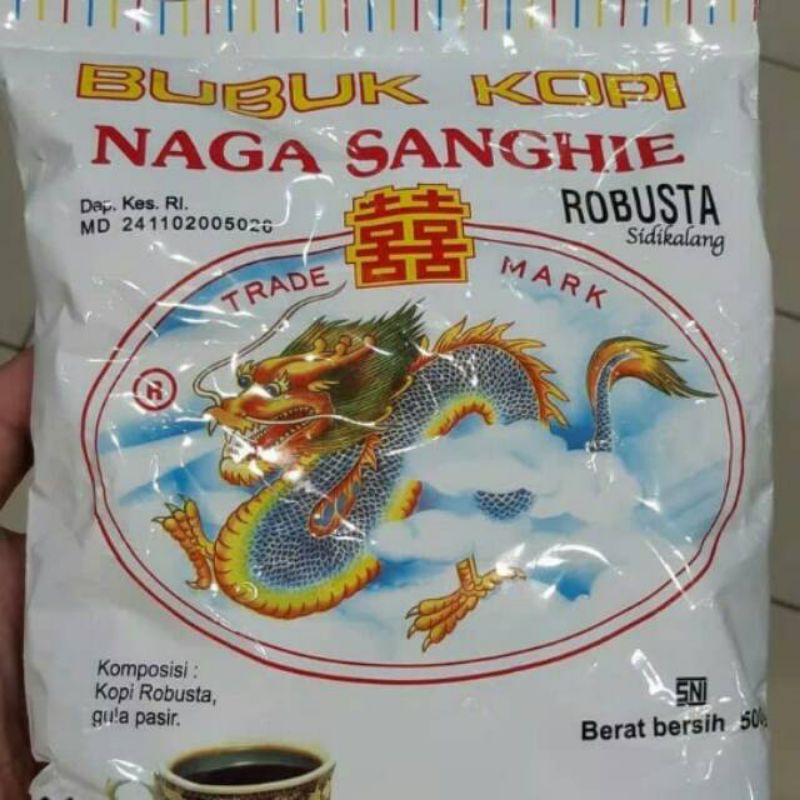 BUBUK KOPI
NAGA SANGHIE
Dep. Kes. RI.
MD 241102005026
ROBUSTA
Sidikalang
囍
TRADE MARK
®
Komposisi :
Kopi Robusta,
gula pasir.
SNI
Berat bersih 500g